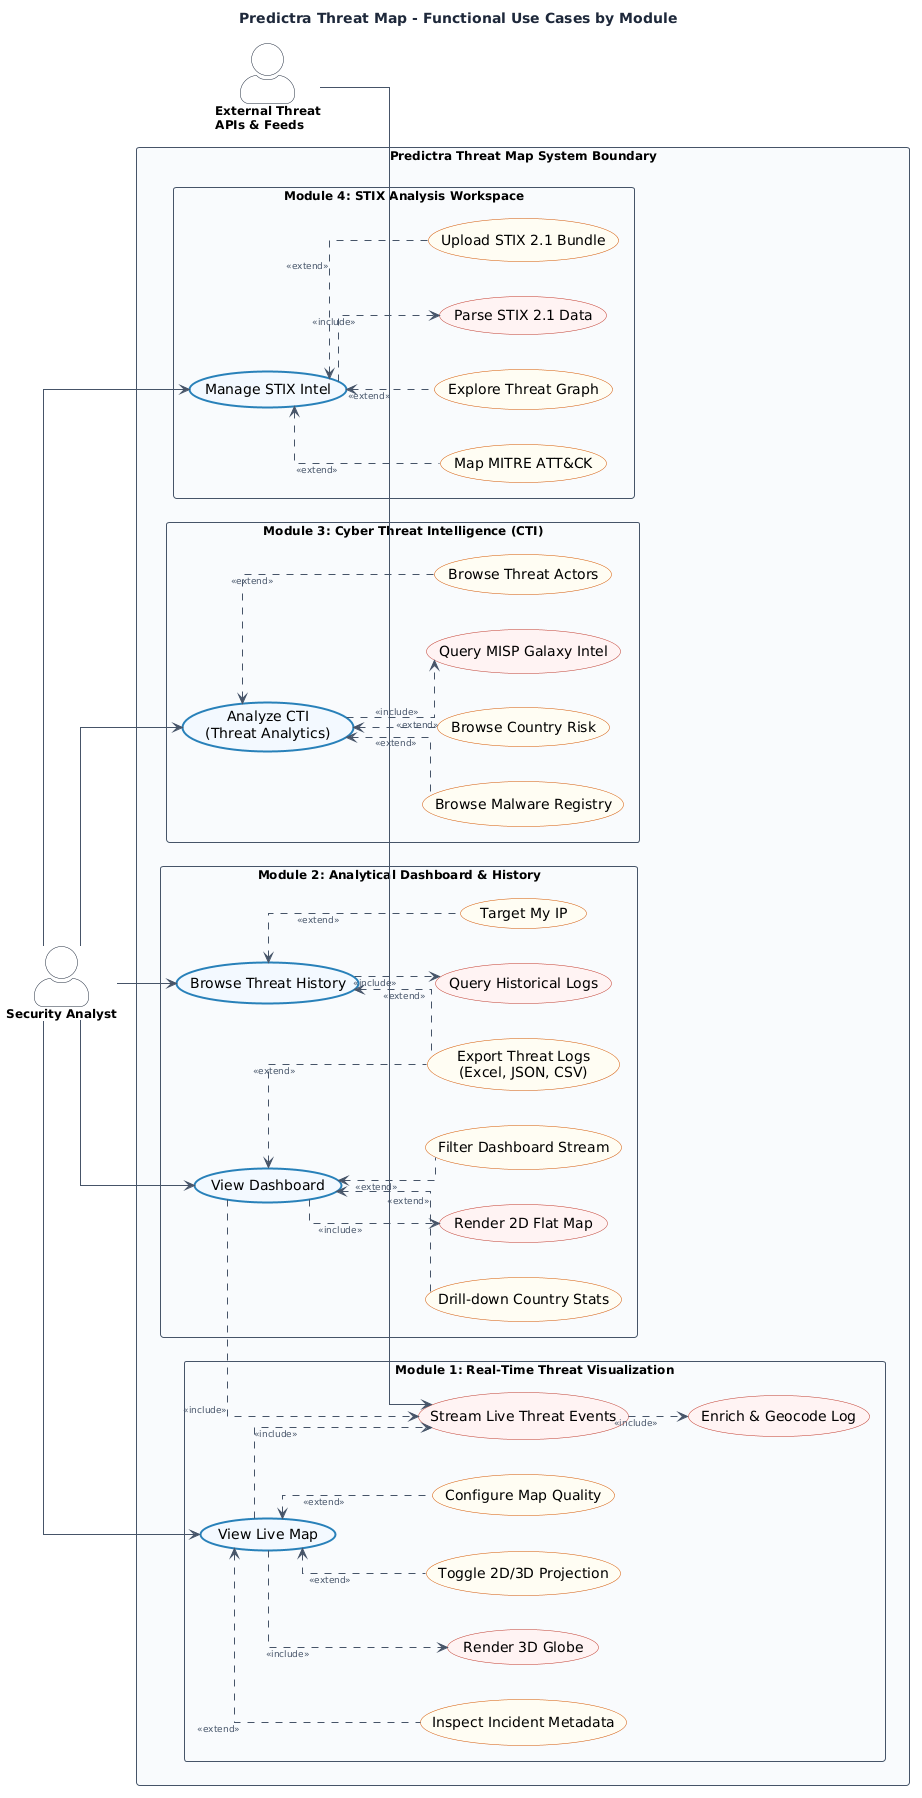 Predictra Threat Map - Functional Use Cases by Module
External Threat
APIs & Feeds
Predictra Threat Map System Boundary
Module 4: STIX Analysis Workspace
Upload STIX 2.1 Bundle
«extend»
Parse STIX 2.1 Data
«include»
Manage STIX Intel
Explore Threat Graph
«extend»
Map MITRE ATT&CK
«extend»
Module 3: Cyber Threat Intelligence (CTI)
Browse Threat Actors
«extend»
Query MISP Galaxy Intel
«include»
Analyze CTI
(Threat Analytics)
«extend»
Browse Country Risk
«extend»
Browse Malware Registry
Module 2: Analytical Dashboard & History
Target My IP
«extend»
Browse Threat History
«include»
Query Historical Logs
«extend»
Security Analyst
Export Threat Logs
(Excel, JSON, CSV)
«extend»
Filter Dashboard Stream
View Dashboard
«extend»
«extend»
Render 2D Flat Map
«include»
Drill-down Country Stats
Module 1: Real-Time Threat Visualization
«include»
Stream Live Threat Events
«include»
Enrich & Geocode Log
«include»
Configure Map Quality
«extend»
View Live Map
Toggle 2D/3D Projection
«extend»
Render 3D Globe
«include»
Inspect Incident Metadata
«extend»